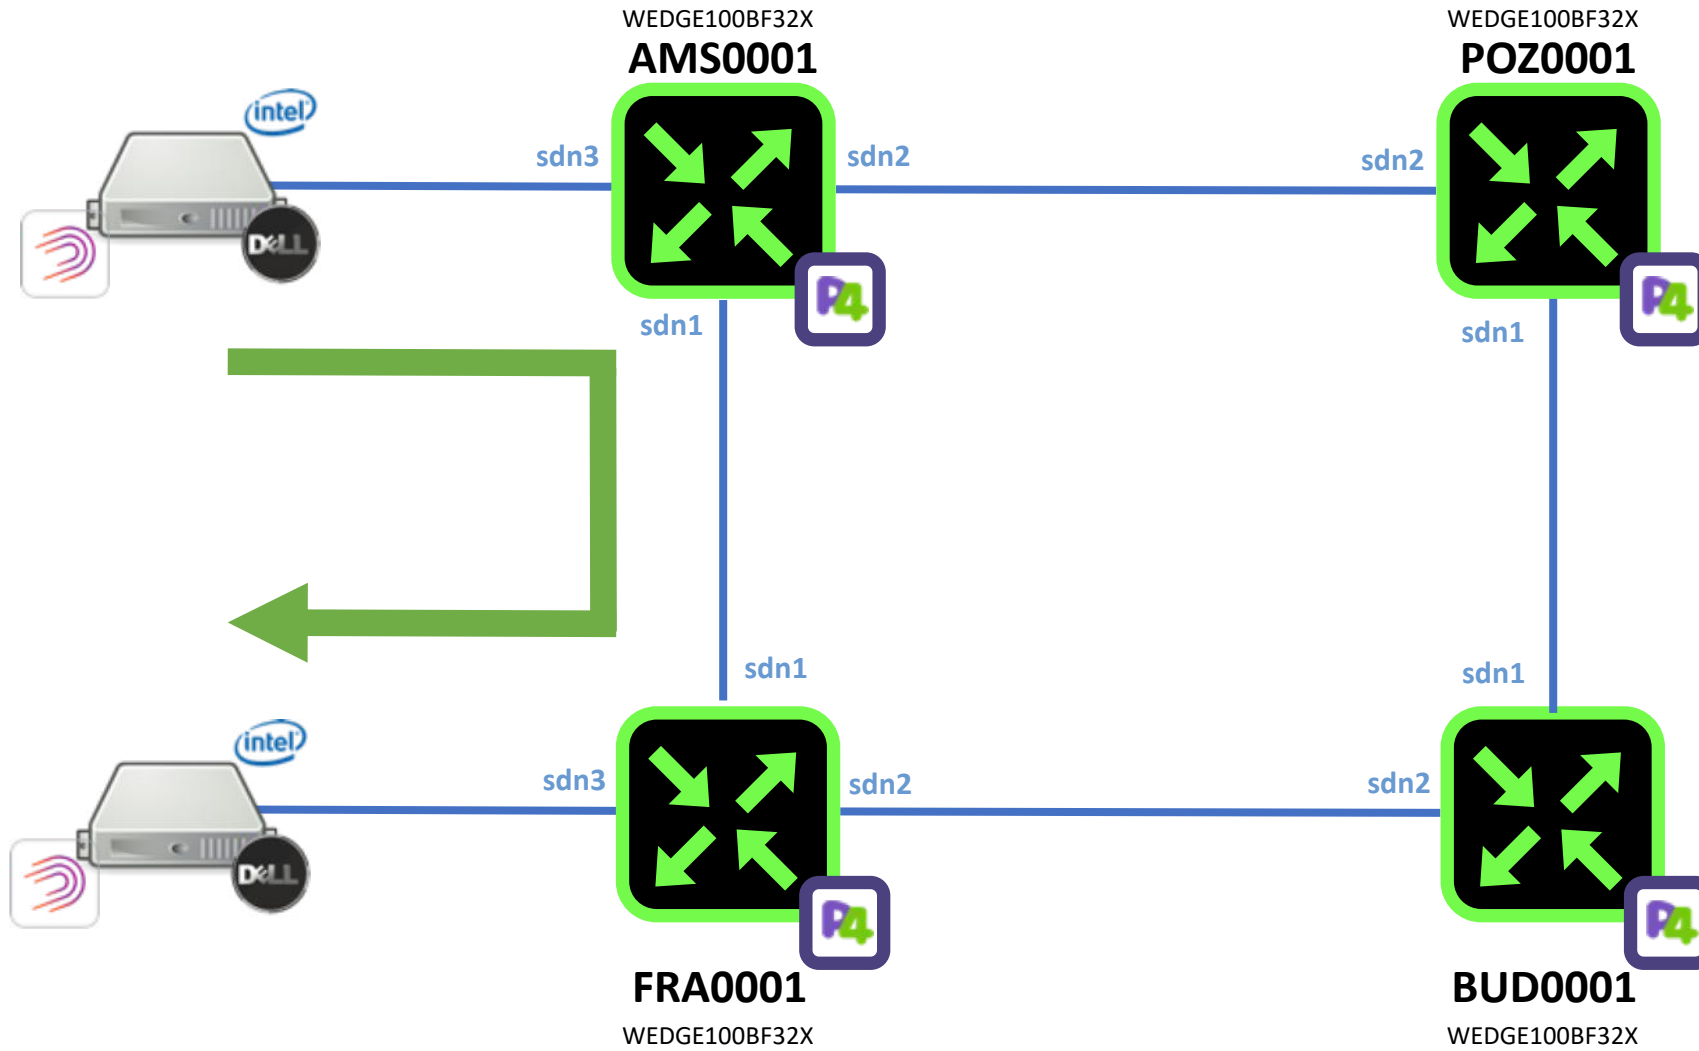 WEDGE100BF32X
AMS0001
WEDGE100BF32X
POZ0001
intel
DELL
sdn3
sdn2
sdn2
P4
P4
sdn1
sdn1
sdn1
sdn1
intel
DELL
sdn3
sdn2
sdn2
P4
P4
FRA0001
WEDGE100BF32X
BUD0001
WEDGE100BF32X